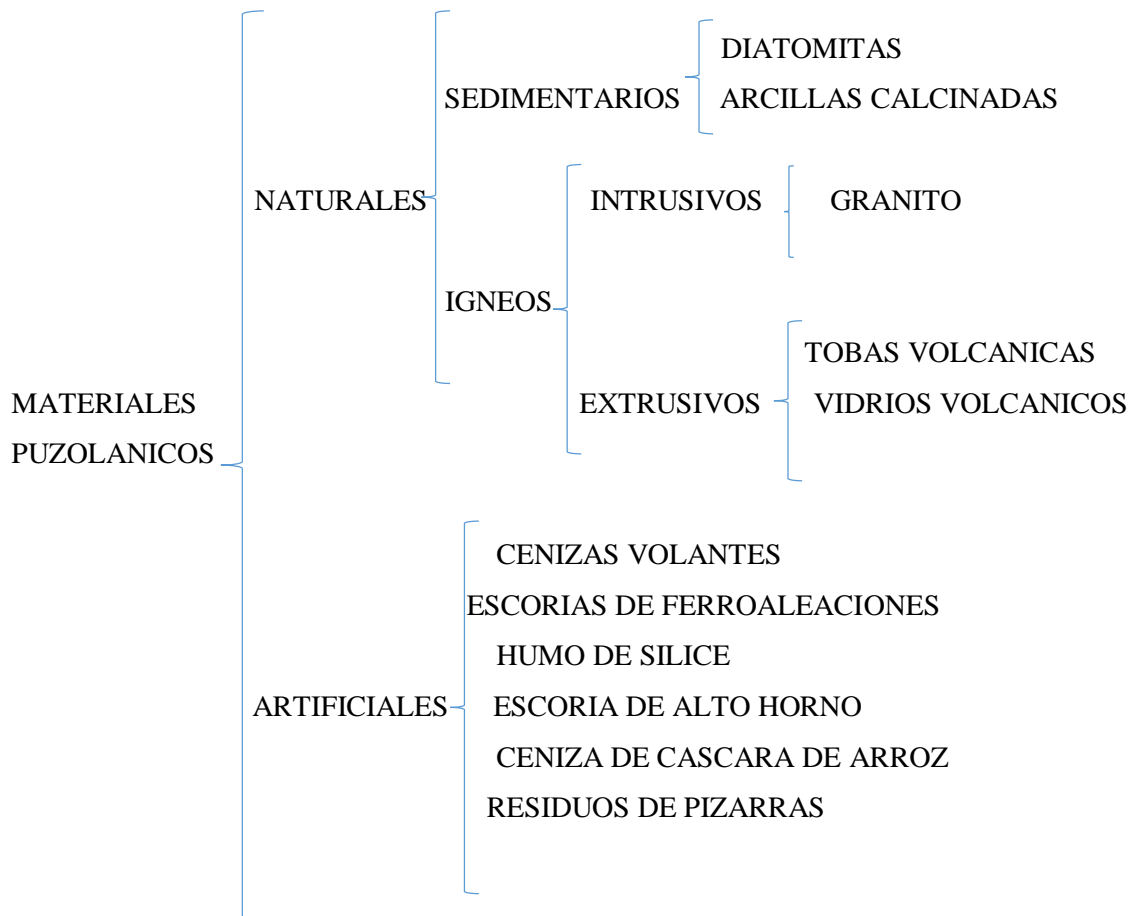 DIATOMITAS
SEDIMENTARIOS
ARCILLAS CALCINADAS
NATURALES
INTRUSIVOS
GRANITO
IGNEOS
TOBAS VOLCANICAS
MATERIALES
PUZOLANICOS
EXTRUSIVOS
VIDRIOS VOLCANICOS
CENIZAS VOLANTES
ESCORIAS DE FERROALEACIONES
HUMO DE SILICE
ARTIFICIALES
ESCORIA DE ALTO HORNO
CENIZA DE CASCARA DE ARROZ
RESIDUOS DE PIZARRAS